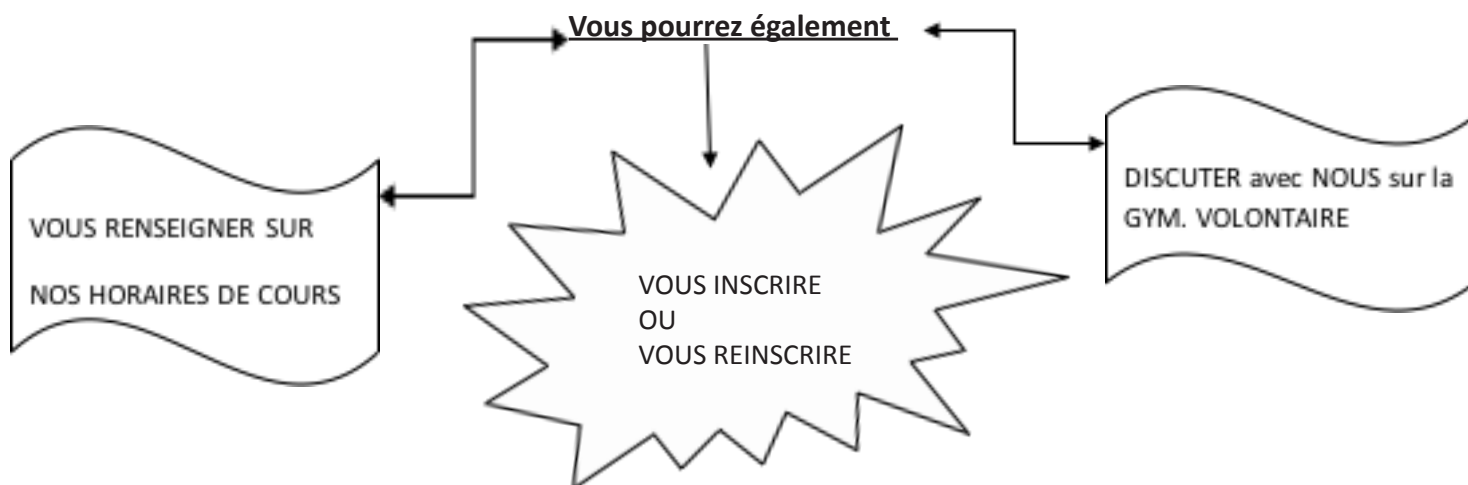 Vous pourrez également
VOUS RENSEIGNER SUR
NOS HORAIRES DE COURS
VOUS INSCRIRE
OU
VOUS REINSCRIRE
DISCUTER avec NOUS sur la
GYM. VOLONTAIRE